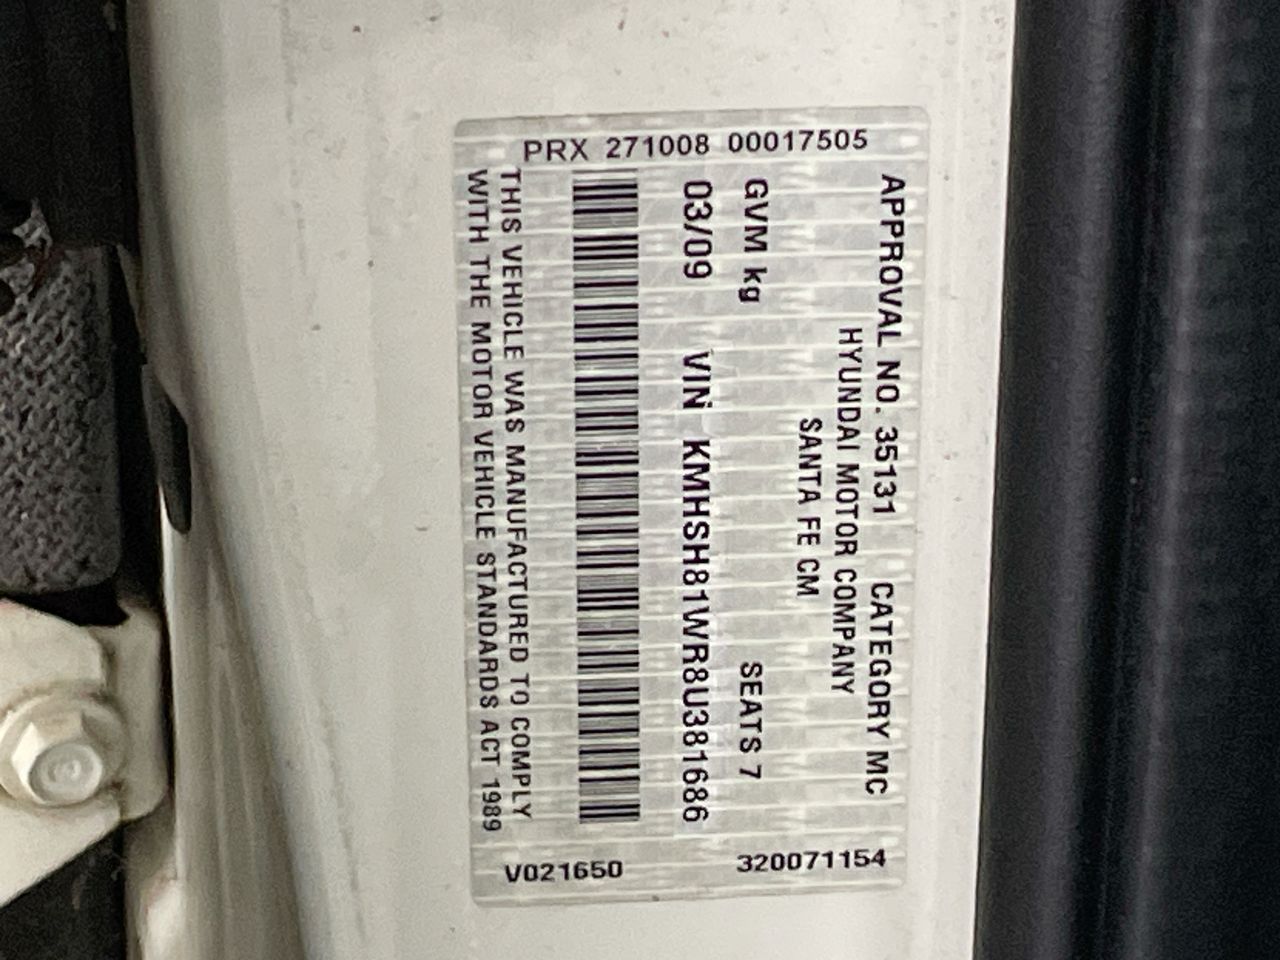 PRX 271008 00017505
APPROVAL NO. 35131 CATEGORY MC
HYUNDAI MOTOR COMPANY
SANTA FE CM
GVM kg SEATS 7
03/09 VIN KMHSH81WR8U381686
THIS VEHICLE WAS MANUFACTURED TO COMPLY
WITH THE MOTOR VEHICLE STANDARDS ACT 1989
V021650 320071154